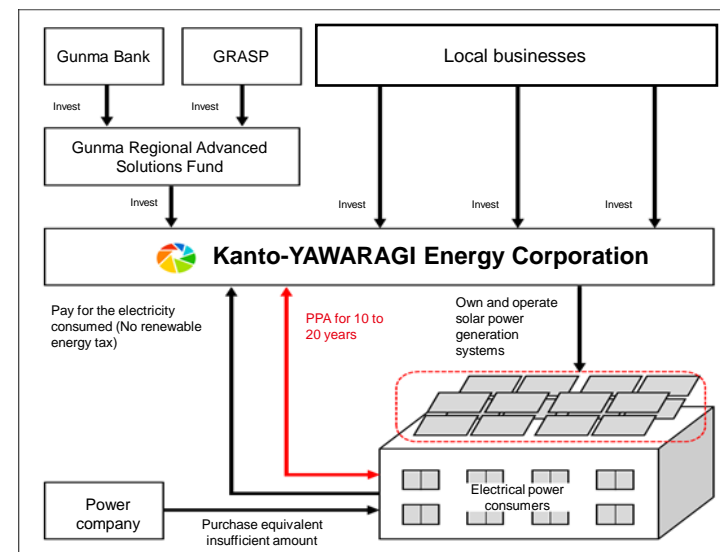 Gunma Bank
GRASP
Local businesses
Invest
Invest
Gunma Regional Advanced
Solutions Fund
Invest
Invest
Invest
Invest
Kanto-YAWARAGI Energy Corporation
Pay for the electricity
consumed (No renewable
energy tax)
PPA for 10 to
20 years
Own and operate
solar power
generation
systems
Electrical power
consumers
Power
company
Purchase equivalent
insufficient amount